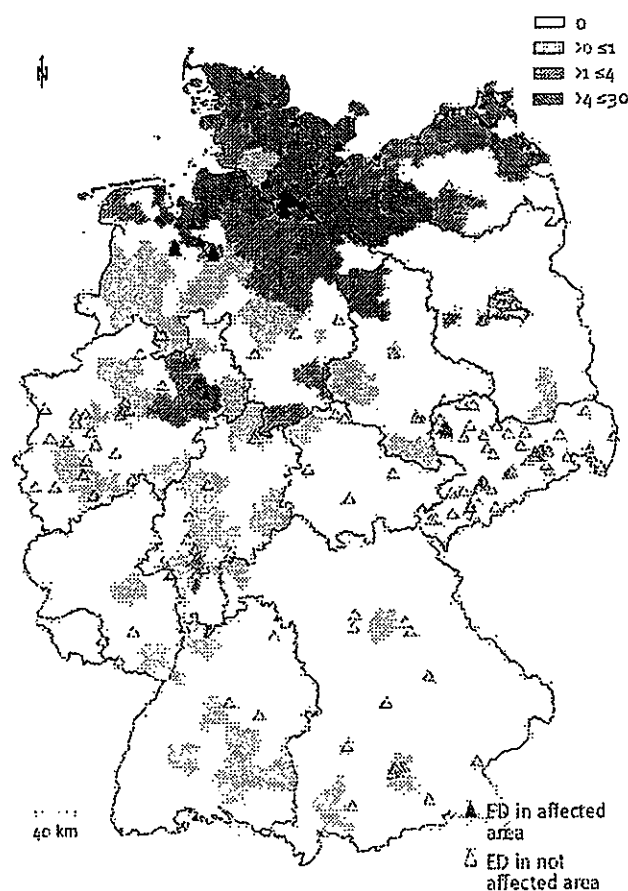 0
>0 ≤1
>1 ≤4
>4 ≤30
N
40 km
ED in affected
area
ED in not
affected area